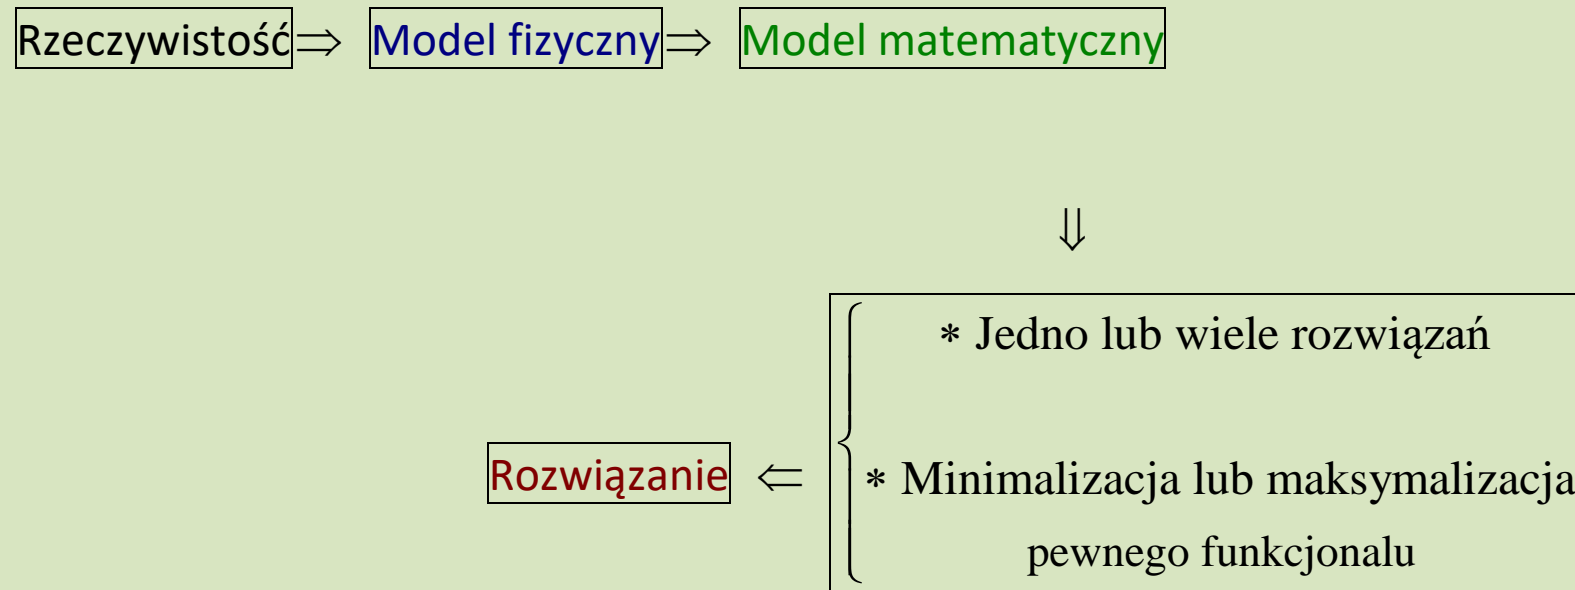 Rzeczywistość ⇒ Model fizyczny ⇒ Model matematyczny
⇓
* Jedno lub wiele rozwiązań
Rozwiązanie ⇐ * Minimalizacja lub maksymalizacja
pewnego funkcjonalu